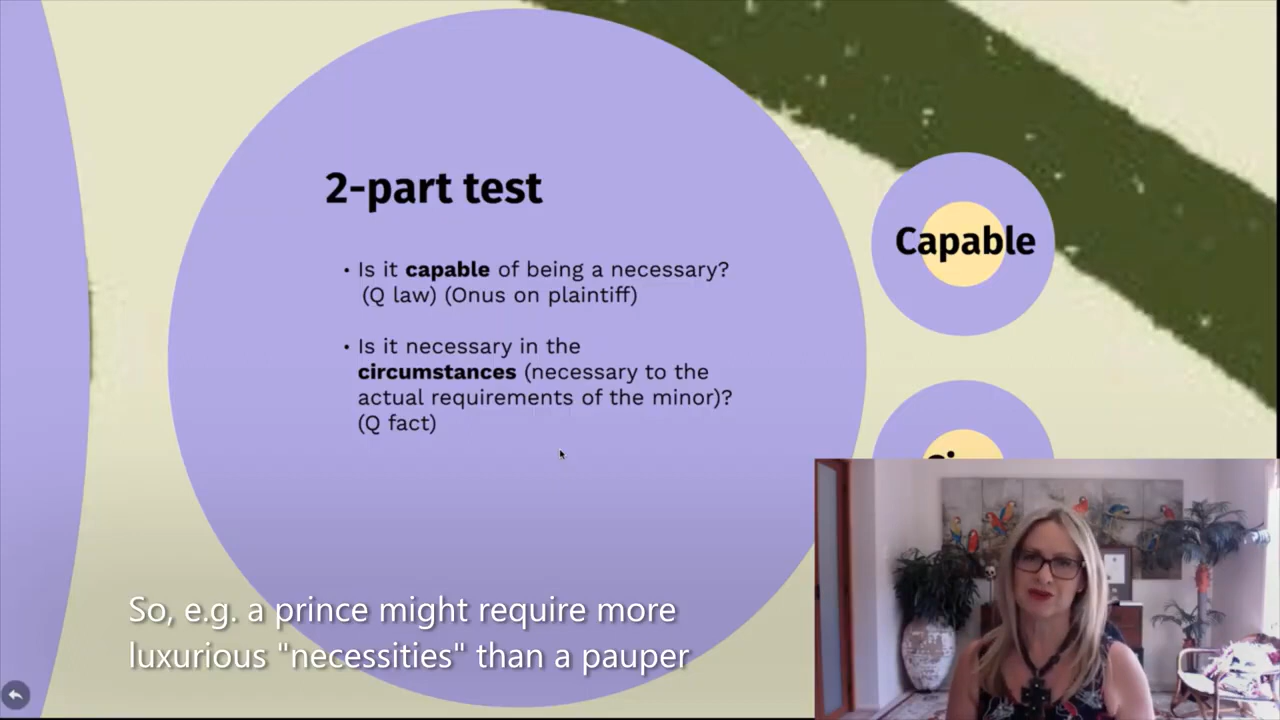 2-part test
• Is it capable of being a necessary?
(Q law) (Onus on plaintiff)
• Is it necessary in the
circumstances (necessary to the
actual requirements of the minor)?
(Q fact)
Capable
So, e.g. a prince might require more
luxurious "necessities" than a pauper